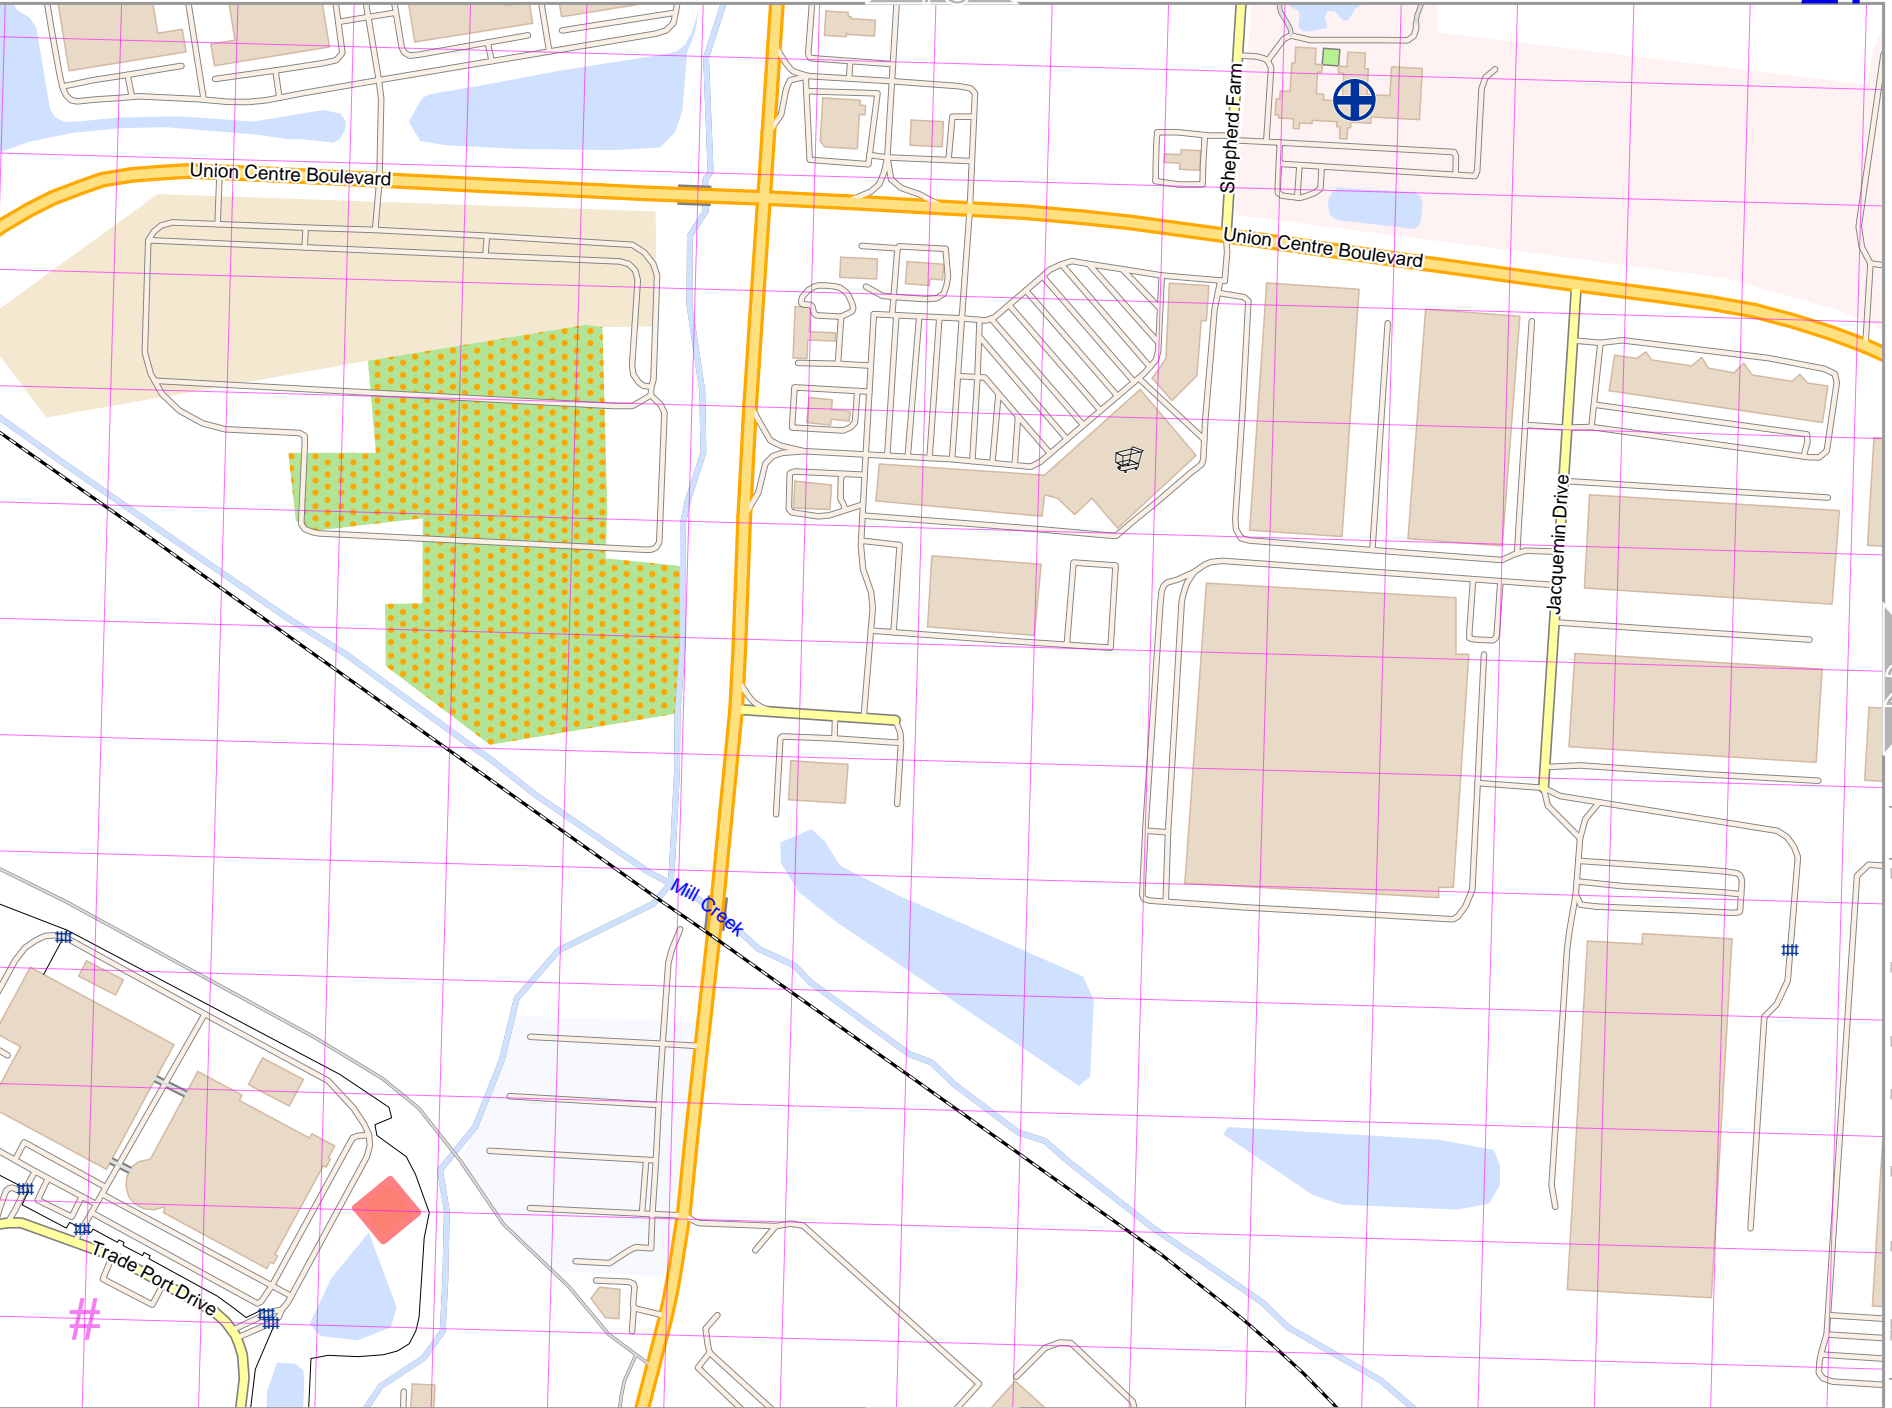 Shepherd Farm
Union Centre Boulevard
Union Centre Boulevard
Jacquemin Drive
Mill Creek
Trade Port Drive
#